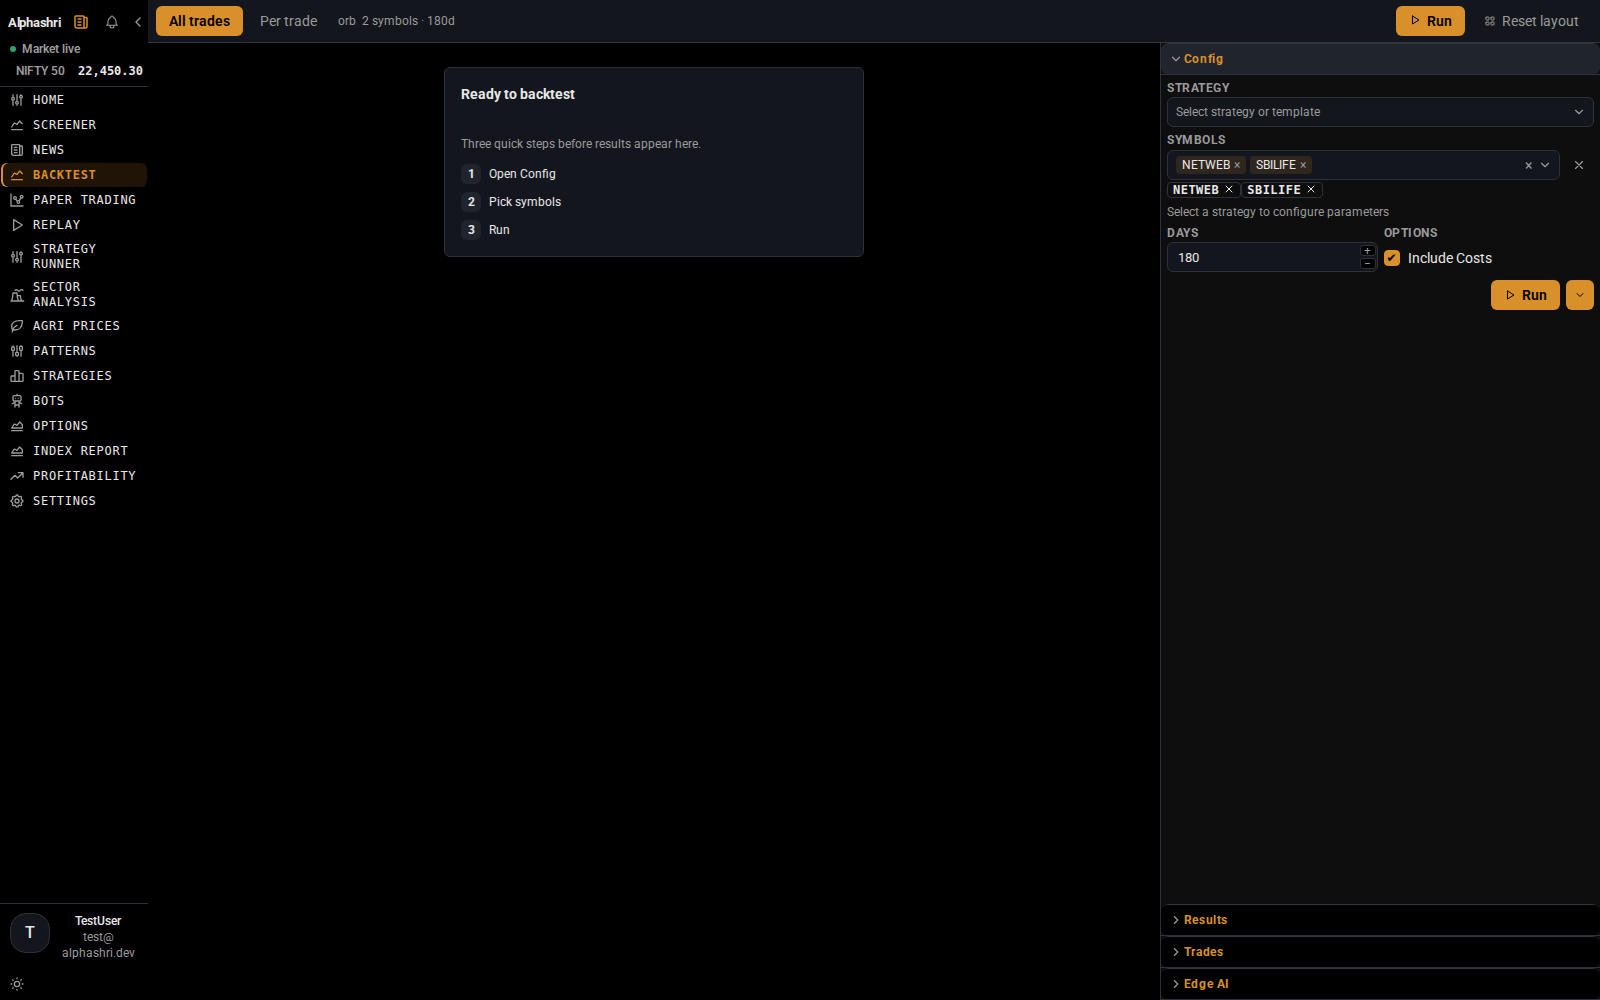 Alphashri
Market live
NIFTY 50 22,450.30
HOME
SCREENER
NEWS
BACKTEST
PAPER TRADING
REPLAY
STRATEGY
RUNNER
SECTOR
ANALYSIS
AGRI PRICES
PATTERNS
STRATEGIES
BOTS
OPTIONS
INDEX REPORT
PROFITABILITY
SETTINGS
T
TestUser
test@
alphashri.dev
All trades Per trade orb 2 symbols · 180d Run Reset layout
Ready to backtest
Three quick steps before results appear here.
1 Open Config
2 Pick symbols
3 Run
Config
STRATEGY
Select strategy or template
SYMBOLS
NETWEB × SBILIFE ×
NETWEB × SBILIFE ×
Select a strategy to configure parameters
DAYS OPTIONS
180 Include Costs
Run
Results
Trades
Edge AI